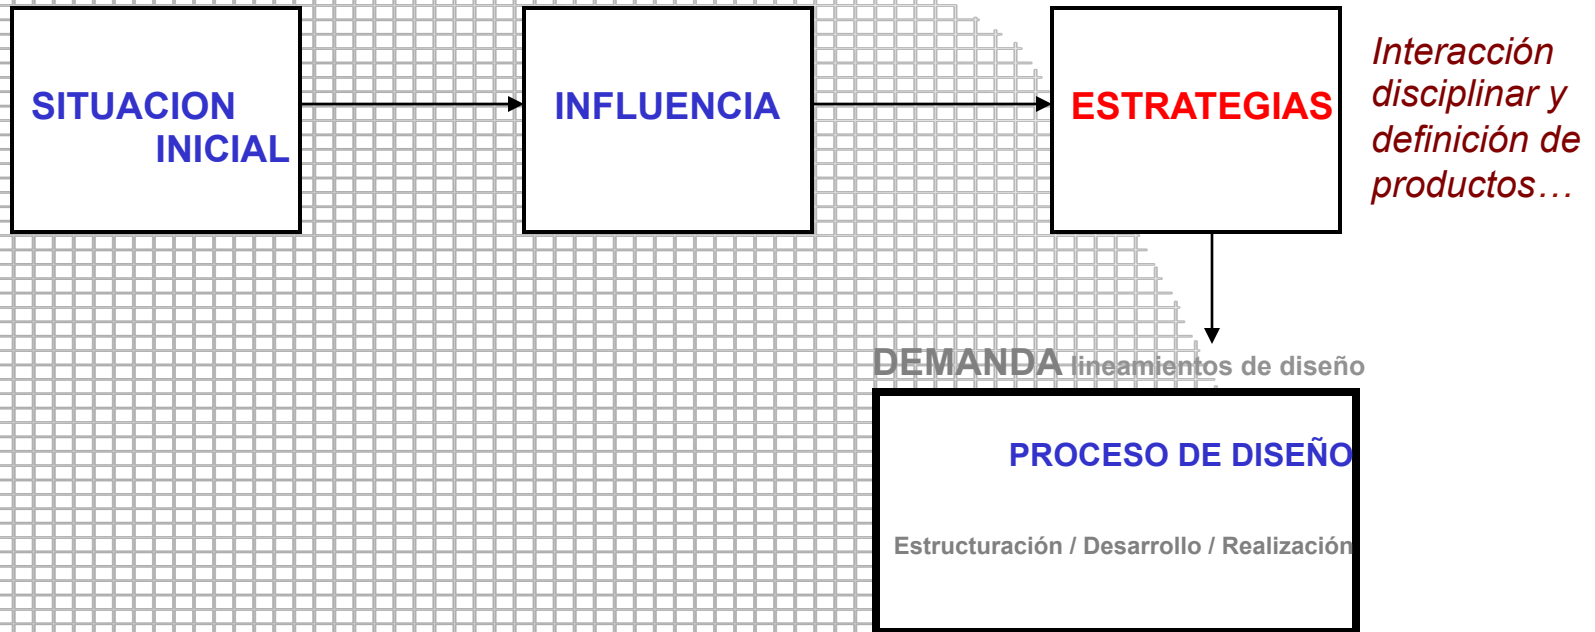 SITUACION
INICIAL
INFLUENCIA
ESTRATEGIAS
Interacción
disciplinar y
definición de
productos…
DEMANDA lineamientos de diseño
PROCESO DE DISEÑO
Estructuración / Desarrollo / Realización